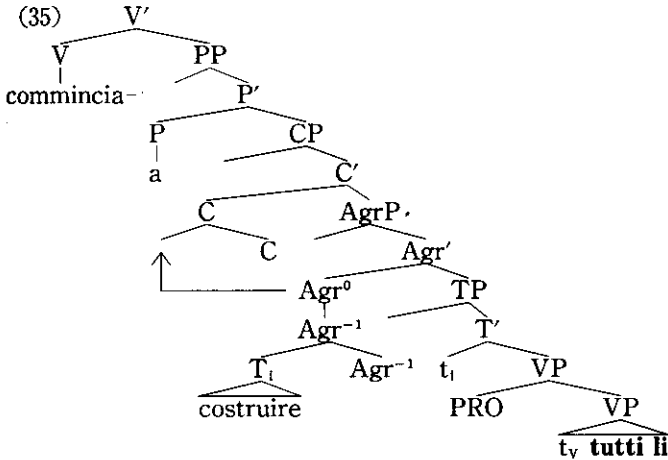 (35)
V′
V PP
commincia-
P′
P CP
a
C′
C AgrP
C
Agr′
Agr⁰ TP
Agr⁻¹ T′
Tᵢ Agr⁻¹ tᵢ VP
costruire PRO VP
tᵥ tutti li